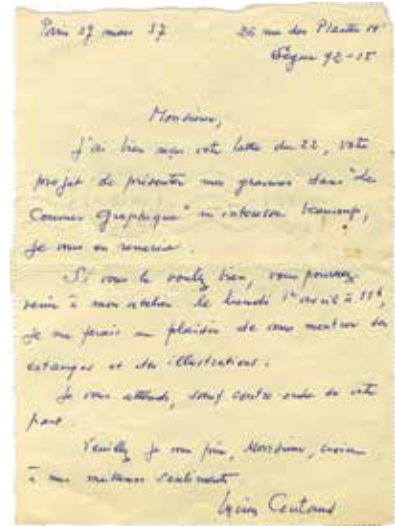 Paris 27 mars 57 26 rue des Plantes 14e
Ségur 92-15
Monsieur,
J'ai bien reçu votre lettre du 22, votre
projet de présenter mes gravures dans "Le
Courrier Graphique" m'intéresse beaucoup,
je vous en remercie.
Si vous le voulez bien, vous pourrez
venir à mon atelier le lundi 1er avril à 11h,
je me ferais un plaisir de vous montrer des
estampes et des illustrations.
Je vous attends, sauf contre-ordre de votre
part.
Veuillez je vous prie, Monsieur, croire
à mes meilleurs sentiments
Lucien Coutaud